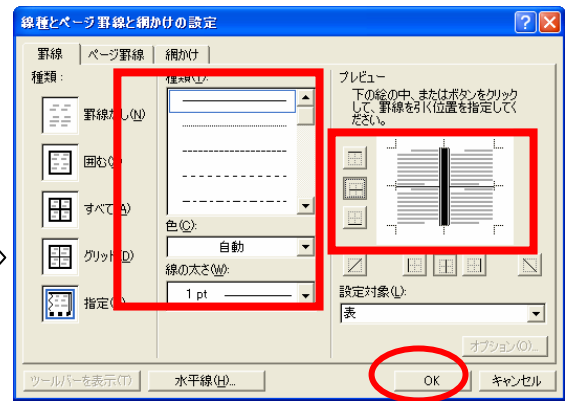 線種とページ罫線と網かけの設定
罫線 ページ罫線 網かけ
種類:
罫線なし(N)
囲む
すべて(A)
グリッド(D)
指定
種類(Y):
色(C):
自動
線の太さ(W):
1 pt
プレビュー
下の絵の中、またはボタンをクリック
して、罫線を引く位置を指定してく
ださい。
設定対象(L):
表
オプション(O)...
ツールバーを表示(T) 水平線(H)... OK キャンセル